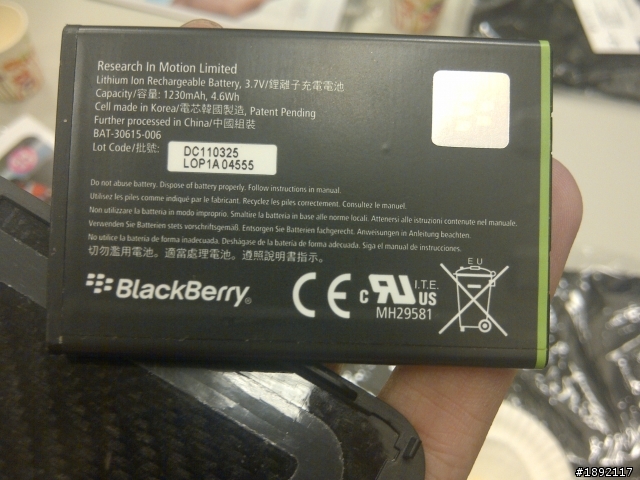 Research In Motion Limited
Lithium Ion Rechargeable Battery, 3.7V/鋰離子充電電池
Capacity/容量: 1230mAh, 4.6Wh
Cell made in Korea/電芯韓國製造, Patent Pending
Further processed in China/中國組裝
BAT-30615-006
Lot Code/批號:
DC110325
LOP1A 04555
Do not abuse battery. Dispose of battery properly. Follow instructions in manual.
Utilisez les piles comme indiqué par le fabricant. Recyclez les piles correctement. Consultez le manuel.
Non utilizzare la batteria in modo improprio. Smaltire la batteria in base alle norme locali. Attenersi alle istruzioni contenute nel manuale.
Verwenden Sie Batterien stets vorschriftsgemäß. Entsorgen Sie Batterien fachgerecht. Anweisungen in Anleitung beachten.
No utilice la batería de forma inadecuada. Deshágase de la batería de forma adecuada. Siga el manual de instrucciones.
切勿濫用電池。適當處理電池。遵照說明書指示。
BlackBerry®
CE
c RU US
I.T.E.
MH29581
EU
#1892117